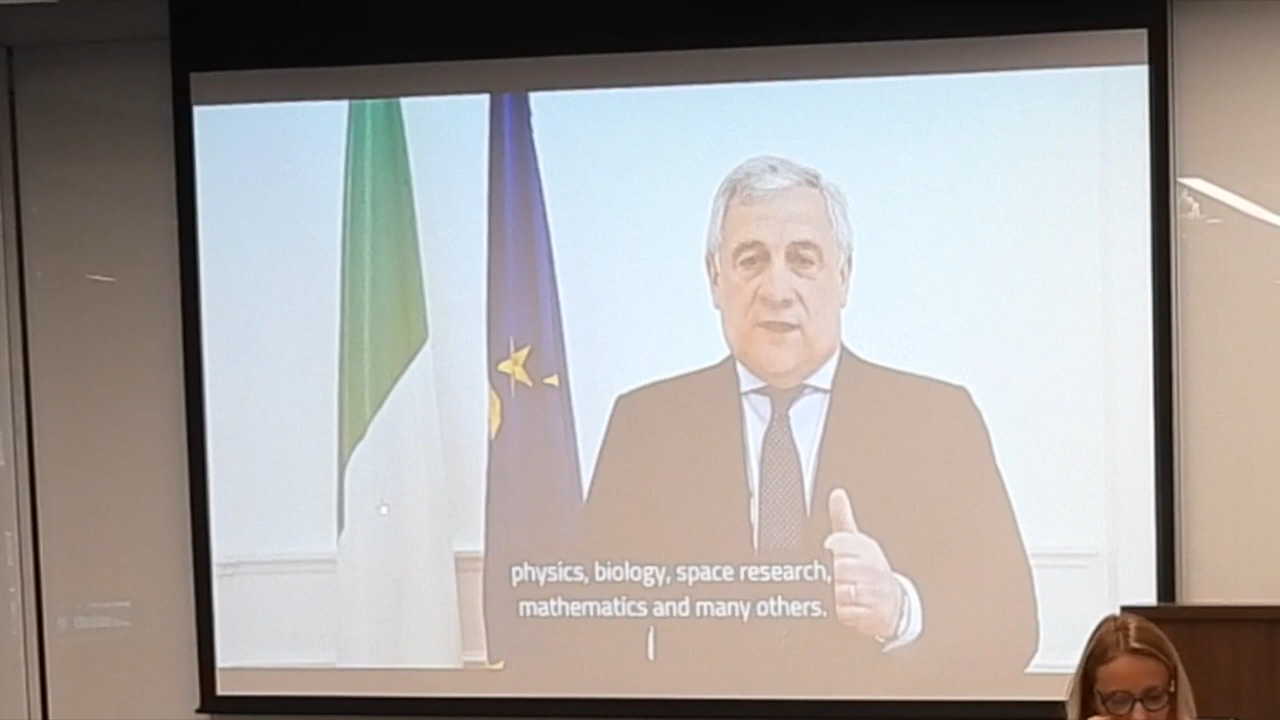 physics, biology, space research,
mathematics and many others.